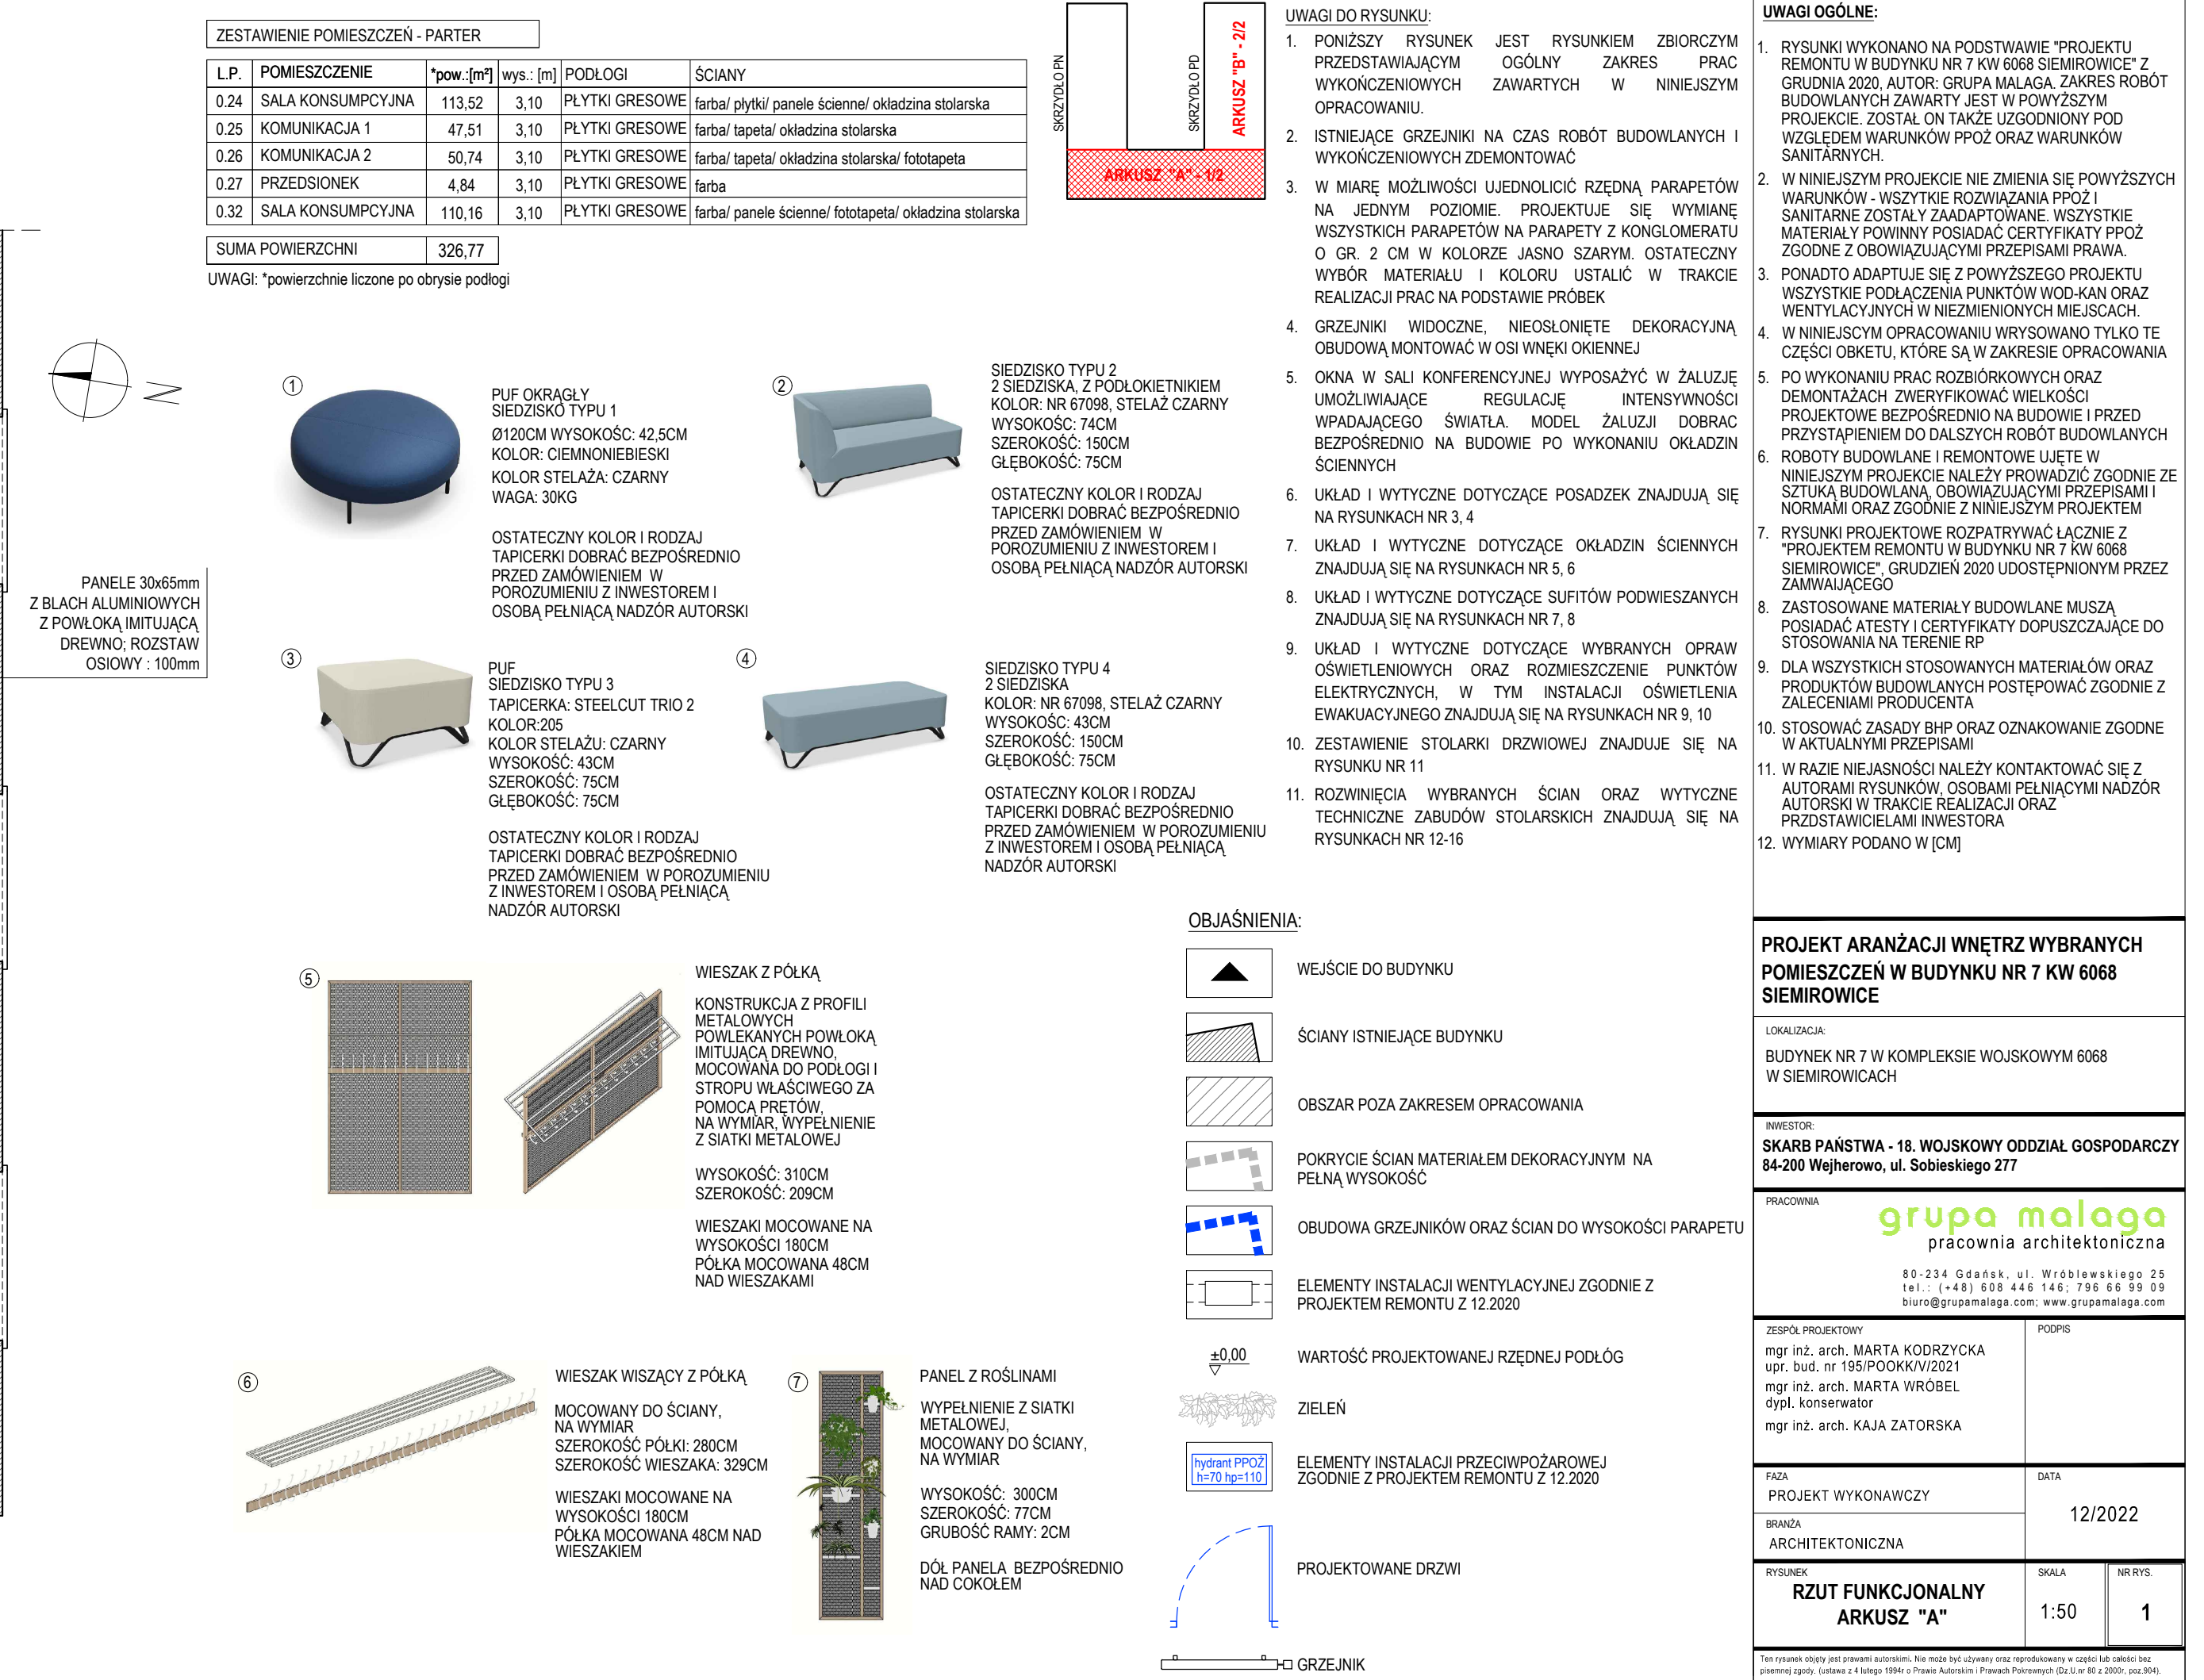 ZESTAWIENIE POMIESZCZEŃ - PARTER
L.P. POMIESZCZENIE *pow.:[m²] wys.: [m] PODŁOGI ŚCIANY
0.24 SALA KONSUMPCYJNA 113,52 3,10 PŁYTKI GRESOWE farba/ płytki/ panele ścienne/ okładzina stolarska
0.25 KOMUNIKACJA 1 47,51 3,10 PŁYTKI GRESOWE farba/ tapeta/ okładzina stolarska
0.26 KOMUNIKACJA 2 50,74 3,10 PŁYTKI GRESOWE farba/ tapeta/ okładzina stolarska/ fototapeta
0.27 PRZEDSIONEK 4,84 3,10 PŁYTKI GRESOWE farba
0.32 SALA KONSUMPCYJNA 110,16 3,10 PŁYTKI GRESOWE farba/ panele ścienne/ fototapeta/ okładzina stolarska
SUMA POWIERZCHNI 326,77
UWAGI: *powierzchnie liczone po obrysie podłogi
SKRZYDŁO PN
SKRZYDŁO PD
ARKUSZ "B" - 2/2
ARKUSZ "A" - 1/2
N
PANELE 30x65mm
Z BLACH ALUMINIOWYCH
Z POWŁOKĄ IMITUJĄCĄ
DREWNO; ROZSTAW
OSIOWY : 100mm
1
PUF OKRĄGŁY
SIEDZISKO TYPU 1
Ø120CM WYSOKOŚC: 42,5CM
KOLOR: CIEMNONIEBIESKI
KOLOR STELAŻA: CZARNY
WAGA: 30KG
OSTATECZNY KOLOR I RODZAJ
TAPICERKI DOBRAĆ BEZPOŚREDNIO
PRZED ZAMÓWIENIEM W
POROZUMIENIU Z INWESTOREM I
OSOBĄ PEŁNIĄCĄ NADZÓR AUTORSKI
2
SIEDZISKO TYPU 2
2 SIEDZISKA, Z PODŁOKIETNIKIEM
KOLOR: NR 67098, STELAŻ CZARNY
WYSOKOŚC: 74CM
SZEROKOŚĆ: 150CM
GŁĘBOKOŚĆ: 75CM
OSTATECZNY KOLOR I RODZAJ
TAPICERKI DOBRAĆ BEZPOŚREDNIO
PRZED ZAMÓWIENIEM W
POROZUMIENIU Z INWESTOREM I
OSOBĄ PEŁNIĄCĄ NADZÓR AUTORSKI
3
PUF
SIEDZISKO TYPU 3
TAPICERKA: STEELCUT TRIO 2
KOLOR:205
KOLOR STELAŻU: CZARNY
WYSOKOŚĆ: 43CM
SZEROKOŚĆ: 75CM
GŁĘBOKOŚĆ: 75CM
OSTATECZNY KOLOR I RODZAJ
TAPICERKI DOBRAĆ BEZPOŚREDNIO
PRZED ZAMÓWIENIEM W POROZUMIENIU
Z INWESTOREM I OSOBĄ PEŁNIĄCĄ
NADZÓR AUTORSKI
4
SIEDZISKO TYPU 4
2 SIEDZISKA
KOLOR: NR 67098, STELAŻ CZARNY
WYSOKOŚC: 43CM
SZEROKOŚĆ: 150CM
GŁĘBOKOŚĆ: 75CM
OSTATECZNY KOLOR I RODZAJ
TAPICERKI DOBRAĆ BEZPOŚREDNIO
PRZED ZAMÓWIENIEM W POROZUMIENIU
Z INWESTOREM I OSOBĄ PEŁNIĄCĄ
NADZÓR AUTORSKI
5
WIESZAK Z PÓŁKĄ
KONSTRUKCJA Z PROFILI
METALOWYCH
POWLEKANYCH POWŁOKĄ
IMITUJĄCĄ DREWNO,
MOCOWANA DO PODŁOGI I
STROPU WŁAŚCIWEGO ZA
POMOCĄ PRĘTÓW,
NA WYMIAR, WYPEŁNIENIE
Z SIATKI METALOWEJ
WYSOKOŚĆ: 310CM
SZEROKOŚĆ: 209CM
WIESZAKI MOCOWANE NA
WYSOKOŚCI 180CM
PÓŁKA MOCOWANA 48CM
NAD WIESZAKAMI
6
WIESZAK WISZĄCY Z PÓŁKĄ
MOCOWANY DO ŚCIANY,
NA WYMIAR
SZEROKOŚĆ PÓŁKI: 280CM
SZEROKOŚĆ WIESZAKA: 329CM
WIESZAKI MOCOWANE NA
WYSOKOŚCI 180CM
PÓŁKA MOCOWANA 48CM NAD
WIESZAKIEM
7
PANEL Z ROŚLINAMI
WYPEŁNIENIE Z SIATKI
METALOWEJ,
MOCOWANY DO ŚCIANY,
NA WYMIAR
WYSOKOŚĆ: 300CM
SZEROKOŚĆ: 77CM
GRUBOŚĆ RAMY: 2CM
DÓŁ PANELA BEZPOŚREDNIO
NAD COKOŁEM
UWAGI DO RYSUNKU:
1. PONIŻSZY RYSUNEK JEST RYSUNKIEM ZBIORCZYM
PRZEDSTAWIAJĄCYM OGÓLNY ZAKRES PRAC
WYKOŃCZENIOWYCH ZAWARTYCH W NINIEJSZYM
OPRACOWANIU.
2. ISTNIEJĄCE GRZEJNIKI NA CZAS ROBÓT BUDOWLANYCH I
WYKOŃCZENIOWYCH ZDEMONTOWAĆ
3. W MIARĘ MOŻLIWOŚCI UJEDNOLICIĆ RZĘDNĄ PARAPETÓW
NA JEDNYM POZIOMIE. PROJEKTUJE SIĘ WYMIANĘ
WSZYSTKICH PARAPETÓW NA PARAPETY Z KONGLOMERATU
O GR. 2 CM W KOLORZE JASNO SZARYM. OSTATECZNY
WYBÓR MATERIAŁU I KOLORU USTALIĆ W TRAKCIE
REALIZACJI PRAC NA PODSTAWIE PRÓBEK
4. GRZEJNIKI WIDOCZNE, NIEOSŁONIĘTE DEKORACYJNĄ
OBUDOWĄ MONTOWAĆ W OSI WNĘKI OKIENNEJ
5. OKNA W SALI KONFERENCYJNEJ WYPOSAŻYĆ W ŻALUZJĘ
UMOŻLIWIAJĄCE REGULACJĘ INTENSYWNOŚCI
WPADAJĄCEGO ŚWIATŁA. MODEL ŻALUZJI DOBRAC
BEZPOŚREDNIO NA BUDOWIE PO WYKONANIU OKŁADZIN
ŚCIENNYCH
6. UKŁAD I WYTYCZNE DOTYCZĄCE POSADZEK ZNAJDUJĄ SIĘ
NA RYSUNKACH NR 3, 4
7. UKŁAD I WYTYCZNE DOTYCZĄCE OKŁADZIN ŚCIENNYCH
ZNAJDUJĄ SIĘ NA RYSUNKACH NR 5, 6
8. UKŁAD I WYTYCZNE DOTYCZĄCE SUFITÓW PODWIESZANYCH
ZNAJDUJĄ SIĘ NA RYSUNKACH NR 7, 8
9. UKŁAD I WYTYCZNE DOTYCZĄCE WYBRANYCH OPRAW
OŚWIETLENIOWYCH ORAZ ROZMIESZCZENIE PUNKTÓW
ELEKTRYCZNYCH, W TYM INSTALACJI OŚWIETLENIA
EWAKUACYJNEGO ZNAJDUJĄ SIĘ NA RYSUNKACH NR 9, 10
10. ZESTAWIENIE STOLARKI DRZWIOWEJ ZNAJDUJE SIĘ NA
RYSUNKU NR 11
11. ROZWINIĘCIA WYBRANYCH ŚCIAN ORAZ WYTYCZNE
TECHNICZNE ZABUDÓW STOLARSKICH ZNAJDUJĄ SIĘ NA
RYSUNKACH NR 12-16
OBJAŚNIENIA:
WEJŚCIE DO BUDYNKU
ŚCIANY ISTNIEJĄCE BUDYNKU
OBSZAR POZA ZAKRESEM OPRACOWANIA
POKRYCIE ŚCIAN MATERIAŁEM DEKORACYJNYM NA
PEŁNĄ WYSOKOŚĆ
OBUDOWA GRZEJNIKÓW ORAZ ŚCIAN DO WYSOKOŚCI PARAPETU
ELEMENTY INSTALACJI WENTYLACYJNEJ ZGODNIE Z
PROJEKTEM REMONTU Z 12.2020
±0,00
WARTOŚĆ PROJEKTOWANEJ RZĘDNEJ PODŁÓG
ZIELEŃ
hydrant PPOŻ
h=70 hp=110
ELEMENTY INSTALACJI PRZECIWPOŻAROWEJ
ZGODNIE Z PROJEKTEM REMONTU Z 12.2020
PROJEKTOWANE DRZWI
GRZEJNIK
UWAGI OGÓLNE:
1. RYSUNKI WYKONANO NA PODSTWAWIE "PROJEKTU
REMONTU W BUDYNKU NR 7 KW 6068 SIEMIROWICE" Z
GRUDNIA 2020, AUTOR: GRUPA MALAGA. ZAKRES ROBÓT
BUDOWLANYCH ZAWARTY JEST W POWYŻSZYM
PROJEKCIE. ZOSTAŁ ON TAKŻE UZGODNIONY POD
WZGLĘDEM WARUNKÓW PPOŻ ORAZ WARUNKÓW
SANITARNYCH.
2. W NINIEJSZYM PROJEKCIE NIE ZMIENIA SIĘ POWYŻSZYCH
WARUNKÓW - WSZYTKIE ROZWIĄZANIA PPOŻ I
SANITARNE ZOSTAŁY ZAADAPTOWANE. WSZYSTKIE
MATERIAŁY POWINNY POSIADAĆ CERTYFIKATY PPOŻ
ZGODNE Z OBOWIĄZUJĄCYMI PRZEPISAMI PRAWA.
3. PONADTO ADAPTUJE SIĘ Z POWYŻSZEGO PROJEKTU
WSZYSTKIE PODŁĄCZENIA PUNKTÓW WOD-KAN ORAZ
WENTYLACYJNYCH W NIEZMIENIONYCH MIEJSCACH.
4. W NINIEJSCYM OPRACOWANIU WRYSOWANO TYLKO TE
CZĘŚCI OBKETU, KTÓRE SĄ W ZAKRESIE OPRACOWANIA
5. PO WYKONANIU PRAC ROZBIÓRKOWYCH ORAZ
DEMONTAŻACH ZWERYFIKOWAĆ WIELKOŚCI
PROJEKTOWE BEZPOŚREDNIO NA BUDOWIE I PRZED
PRZYSTĄPIENIEM DO DALSZYCH ROBÓT BUDOWLANYCH
6. ROBOTY BUDOWLANE I REMONTOWE UJĘTE W
NINIEJSZYM PROJEKCIE NALEŻY PROWADZIĆ ZGODNIE ZE
SZTUKĄ BUDOWLANĄ, OBOWIĄZUJĄCYMI PRZEPISAMI I
NORMAMI ORAZ ZGODNIE Z NINIEJSZYM PROJEKTEM
7. RYSUNKI PROJEKTOWE ROZPATRYWAĆ ŁĄCZNIE Z
"PROJEKTEM REMONTU W BUDYNKU NR 7 KW 6068
SIEMIROWICE", GRUDZIEŃ 2020 UDOSTĘPNIONYM PRZEZ
ZAMWAIJĄCEGO
8. ZASTOSOWANE MATERIAŁY BUDOWLANE MUSZĄ
POSIADAĆ ATESTY I CERTYFIKATY DOPUSZCZAJĄCE DO
STOSOWANIA NA TERENIE RP
9. DLA WSZYSTKICH STOSOWANYCH MATERIAŁÓW ORAZ
PRODUKTÓW BUDOWLANYCH POSTĘPOWAĆ ZGODNIE Z
ZALECENIAMI PRODUCENTA
10. STOSOWAĆ ZASADY BHP ORAZ OZNAKOWANIE ZGODNE
W AKTUALNYMI PRZEPISAMI
11. W RAZIE NIEJASNOŚCI NALEŻY KONTAKTOWAĆ SIĘ Z
AUTORAMI RYSUNKÓW, OSOBAMI PEŁNIĄCYMI NADZÓR
AUTORSKI W TRAKCIE REALIZACJI ORAZ
PRZDSTAWICIELAMI INWESTORA
12. WYMIARY PODANO W [CM]
PROJEKT ARANŻACJI WNĘTRZ WYBRANYCH
POMIESZCZEŃ W BUDYNKU NR 7 KW 6068
SIEMIROWICE
LOKALIZACJA:
BUDYNEK NR 7 W KOMPLEKSIE WOJSKOWYM 6068
W SIEMIROWICACH
INWESTOR:
SKARB PAŃSTWA - 18. WOJSKOWY ODDZIAŁ GOSPODARCZY
84-200 Wejherowo, ul. Sobieskiego 277
PRACOWNIA
grupa malaga
pracownia architektoniczna
80-234 Gdańsk, ul. Wróblewskiego 25
tel.: (+48) 608 446 146; 796 66 99 09
biuro@grupamalaga.com; www.grupamalaga.com
ZESPÓŁ PROJEKTOWY
PODPIS
mgr inż. arch. MARTA KODRZYCKA
upr. bud. nr 195/POOKK/V/2021
mgr inż. arch. MARTA WRÓBEL
dypl. konserwator
mgr inż. arch. KAJA ZATORSKA
FAZA
PROJEKT WYKONAWCZY
DATA
12/2022
BRANŻA
ARCHITEKTONICZNA
RYSUNEK
RZUT FUNKCJONALNY
ARKUSZ "A"
SKALA
1:50
NR RYS.
1
Ten rysunek objęty jest prawami autorskimi. Nie może być używany oraz reprodukowany w części lub całości bez
pisemnej zgody. (ustawa z 4 lutego 1994r o Prawie Autorskim i Prawach Pokrewnych (Dz.U.nr 80 z 2000r, poz.904).